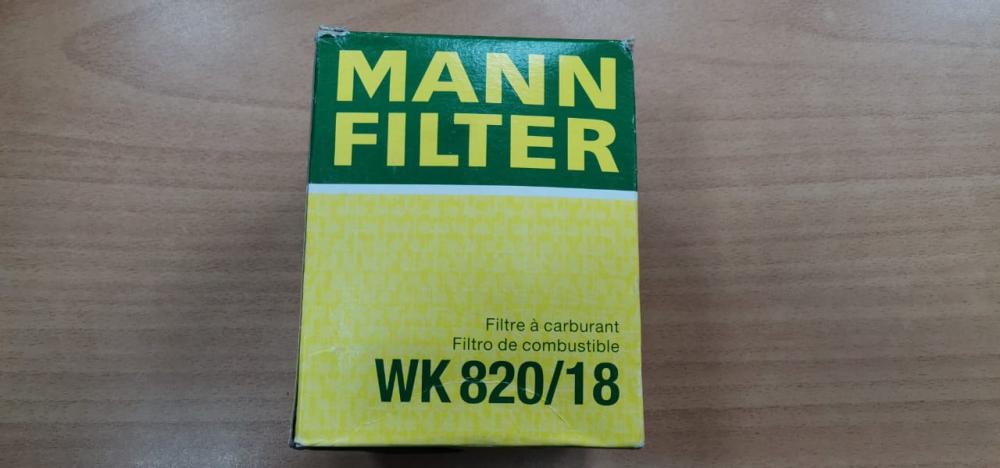 MANN
FILTER
Filtre à carburant
Filtro de combustible
WK 820/18